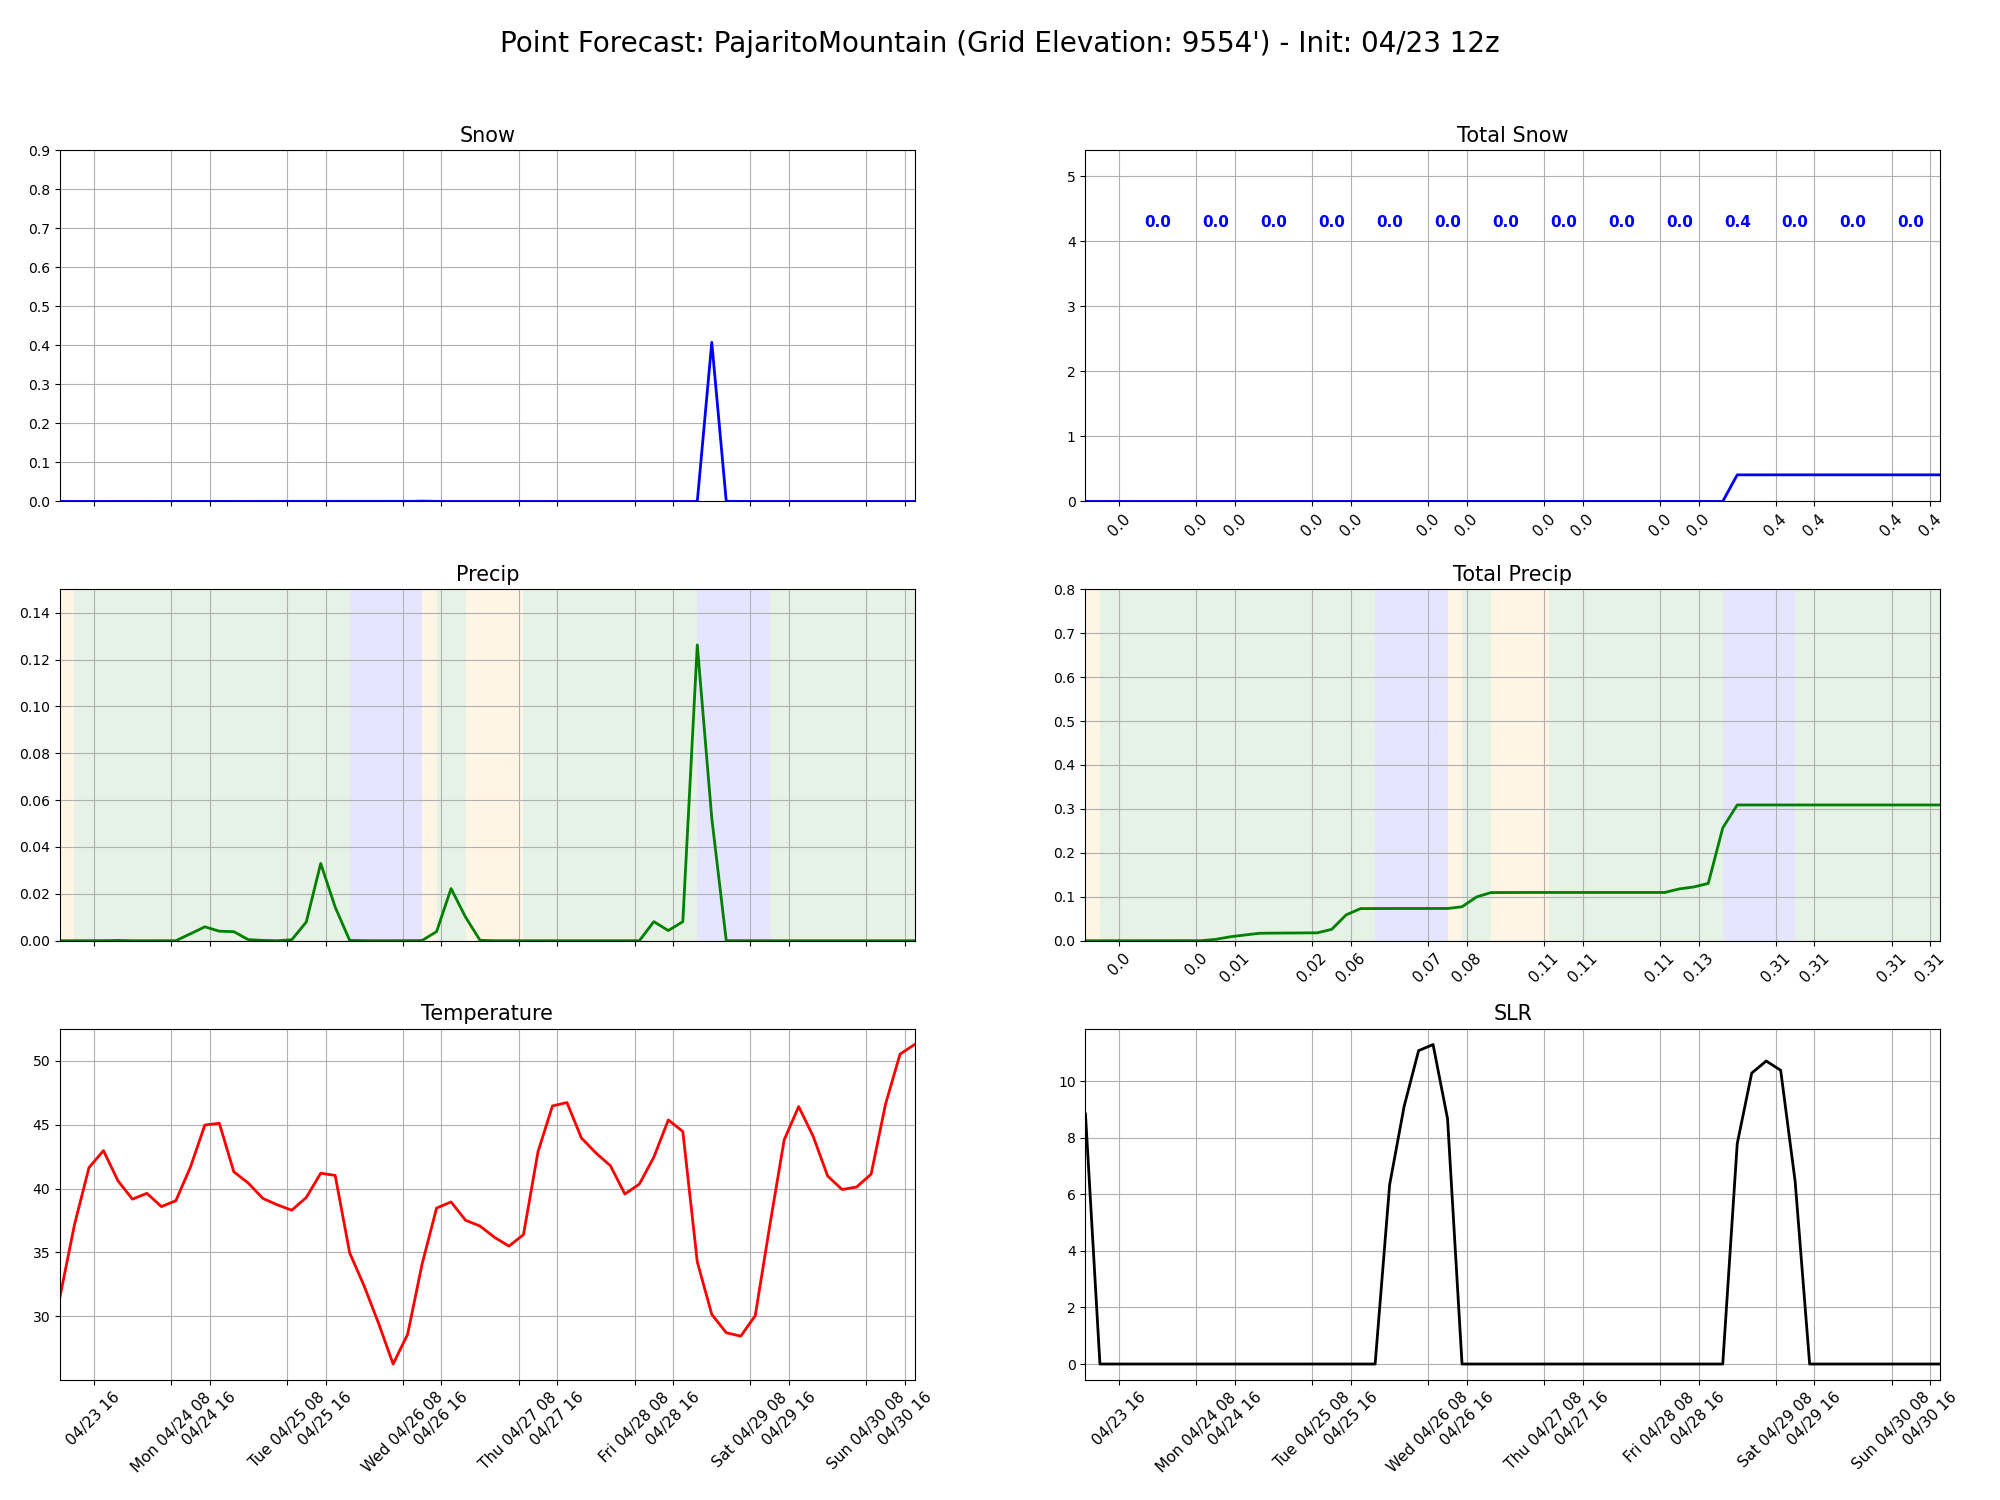 Point Forecast: PajaritoMountain (Grid Elevation: 9554') - Init: 04/23 12z
Snow
0.9
0.8
0.7
0.6
0.5
0.4
0.3
0.2
0.1
0.0
Total Snow
5
4
3
2
1
0
0.0 0.0 0.0 0.0 0.0 0.0 0.0 0.0 0.0 0.0 0.4 0.0 0.0 0.0
0.0 0.0 0.0 0.0 0.0 0.0 0.0 0.0 0.0 0.0 0.0 0.4 0.4 0.4 0.4
Precip
0.14
0.12
0.10
0.08
0.06
0.04
0.02
0.00
Total Precip
0.8
0.7
0.6
0.5
0.4
0.3
0.2
0.1
0.0
0.0 0.0 0.01 0.02 0.06 0.07 0.08 0.11 0.11 0.11 0.13 0.31 0.31 0.31 0.31
Temperature
50
45
40
35
30
04/23 16
Mon 04/24 08
04/24 16
Tue 04/25 08
04/25 16
Wed 04/26 08
04/26 16
Thu 04/27 08
04/27 16
Fri 04/28 08
04/28 16
Sat 04/29 08
04/29 16
Sun 04/30 08
04/30 16
SLR
10
8
6
4
2
0
04/23 16
Mon 04/24 08
04/24 16
Tue 04/25 08
04/25 16
Wed 04/26 08
04/26 16
Thu 04/27 08
04/27 16
Fri 04/28 08
04/28 16
Sat 04/29 08
04/29 16
Sun 04/30 08
04/30 16